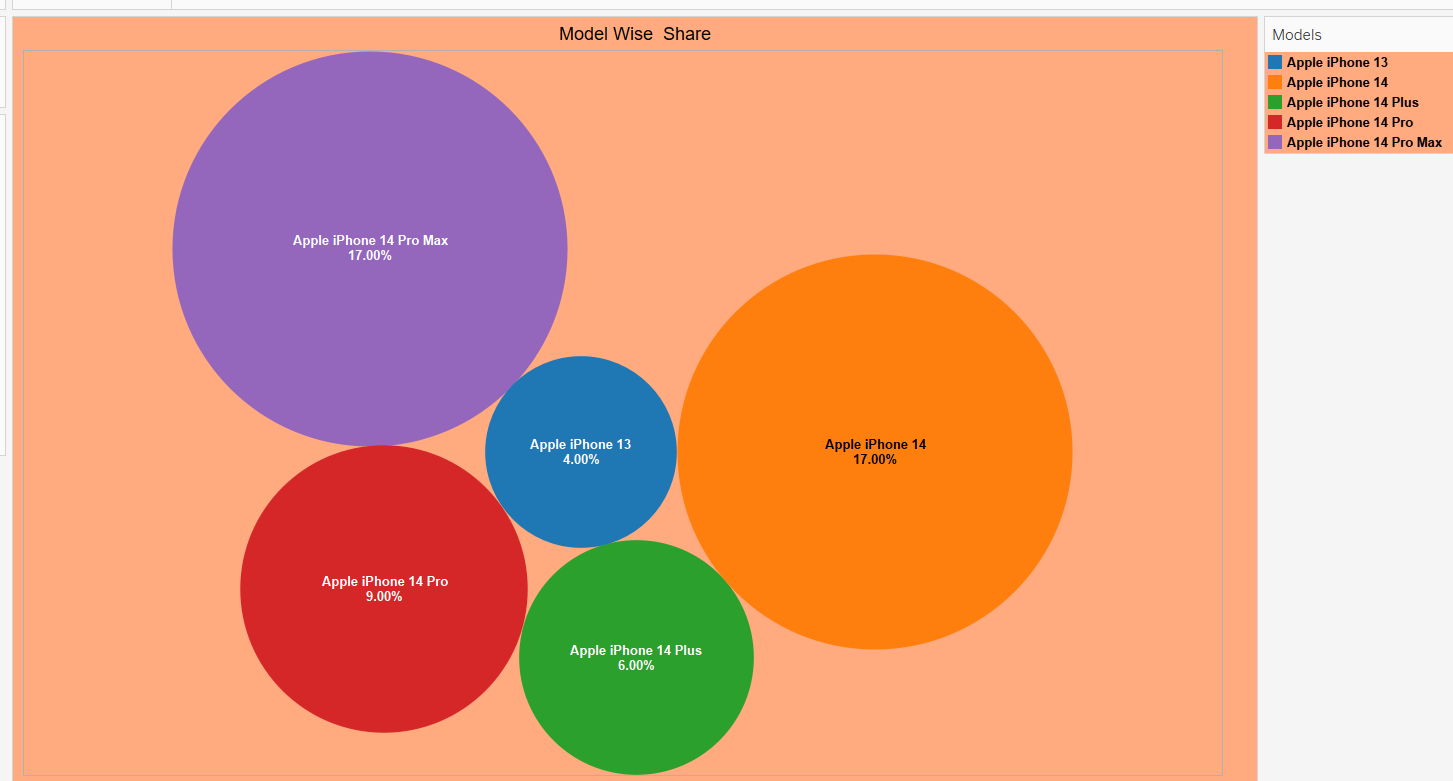 Model Wise  Share
Models
Apple iPhone 13
Apple iPhone 14
Apple iPhone 14 Plus
Apple iPhone 14 Pro
Apple iPhone 14 Pro Max
Apple iPhone 14 Pro Max
17.00%
Apple iPhone 13
4.00%
Apple iPhone 14
17.00%
Apple iPhone 14 Pro
9.00%
Apple iPhone 14 Plus
6.00%